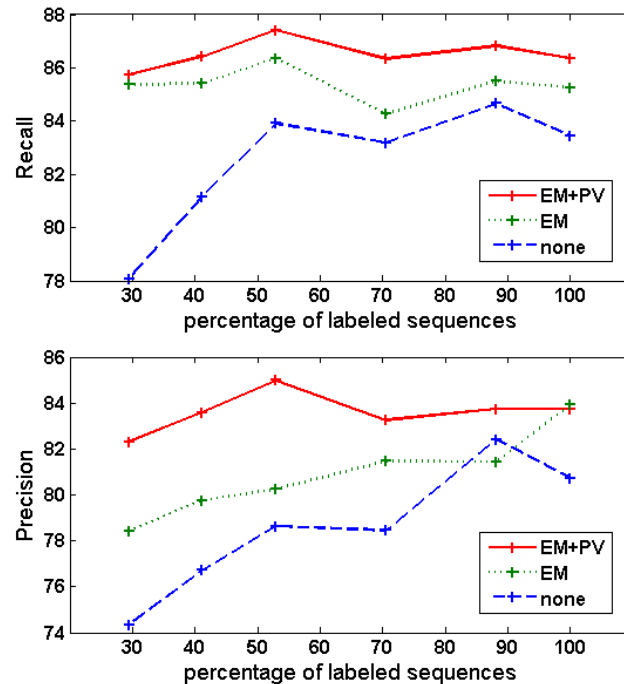 88
86
84
82
80
78
Recall
EM+PV
EM
none
30 40 50 60 70 80 90 100
percentage of labeled sequences
86
84
82
80
78
76
74
Precision
EM+PV
EM
none
30 40 50 60 70 80 90 100
percentage of labeled sequences